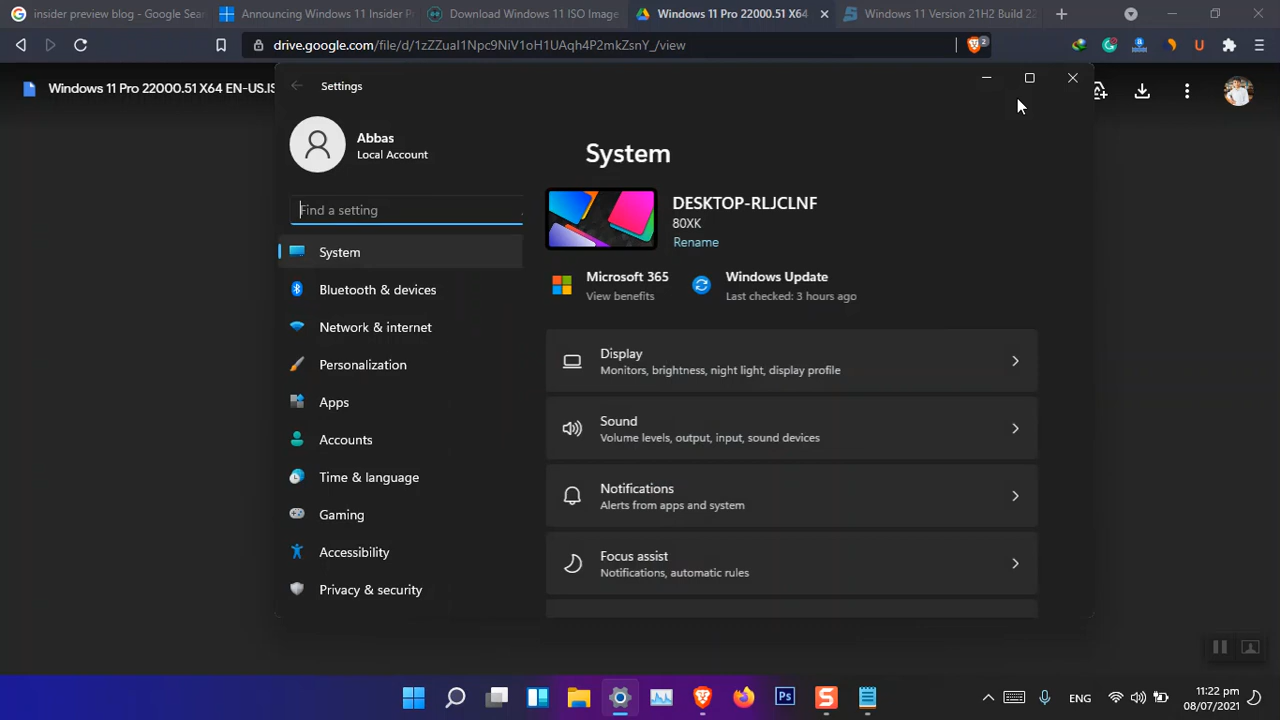 insider preview blog - Google Sear
Announcing Windows 11 Insider Pr
Download Windows 11 ISO Image
Windows 11 Pro 22000.51 X64
Windows 11 Version 21H2 Build 22
drive.google.com/file/d/1zZZuaI1Npc9NiV1oH1UAqh4P2mkZsnY_/view
2
Windows 11 Pro 22000.51 X64 EN-US.IS
Settings
Abbas
Local Account
Find a setting
System
Bluetooth & devices
Network & internet
Personalization
Apps
Accounts
Time & language
Gaming
Accessibility
Privacy & security
System
DESKTOP-RLJCLNF
80XK
Rename
Microsoft 365
View benefits
Windows Update
Last checked: 3 hours ago
Display
Monitors, brightness, night light, display profile
Sound
Volume levels, output, input, sound devices
Notifications
Alerts from apps and system
Focus assist
Notifications, automatic rules
Ps
S
ENG
11:22 pm
08/07/2021